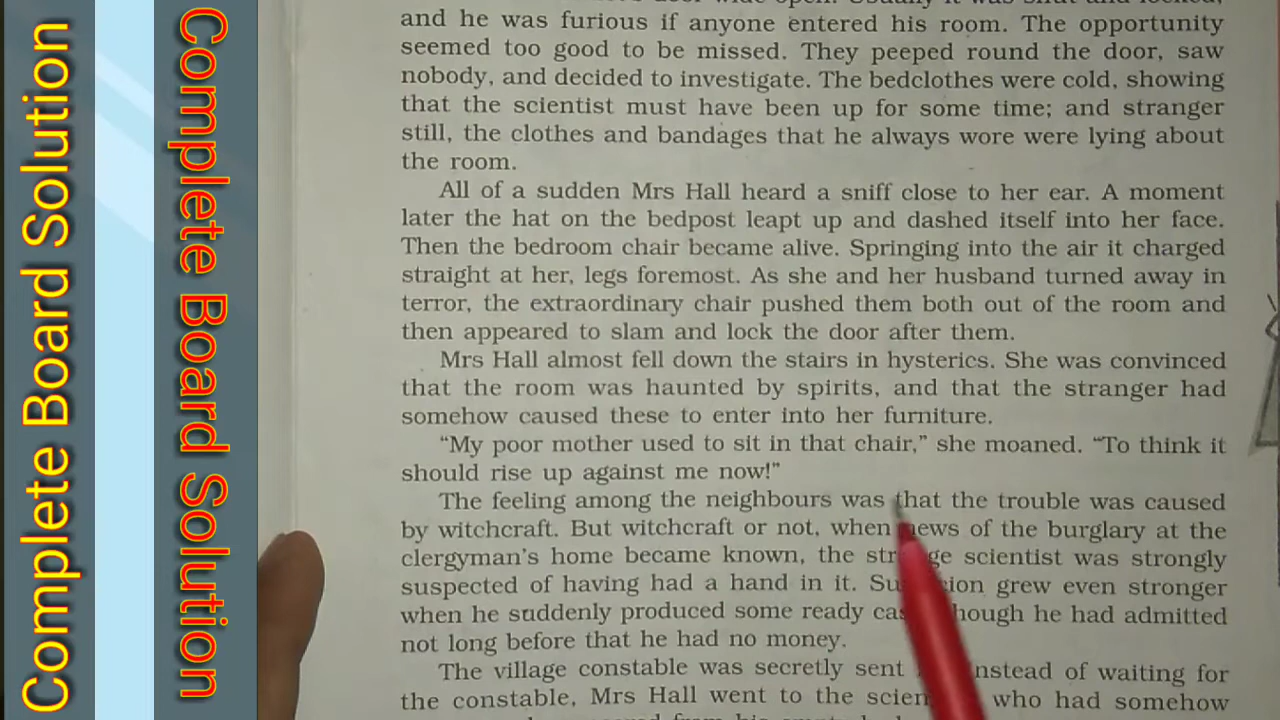 Complete Board Solution
Complete Board Solution
and he was furious if anyone entered his room. The opportunity
seemed too good to be missed. They peeped round the door, saw
nobody, and decided to investigate. The bedclothes were cold, showing
that the scientist must have been up for some time; and stranger
still, the clothes and bandages that he always wore were lying about
the room.
All of a sudden Mrs Hall heard a sniff close to her ear. A moment
later the hat on the bedpost leapt up and dashed itself into her face.
Then the bedroom chair became alive. Springing into the air it charged
straight at her, legs foremost. As she and her husband turned away in
terror, the extraordinary chair pushed them both out of the room and
then appeared to slam and lock the door after them.
Mrs Hall almost fell down the stairs in hysterics. She was convinced
that the room was haunted by spirits, and that the stranger had
somehow caused these to enter into her furniture.
“My poor mother used to sit in that chair,” she moaned. “To think it
should rise up against me now!”
The feeling among the neighbours was that the trouble was caused
by witchcraft. But witchcraft or not, when news of the burglary at the
clergyman's home became known, the strange scientist was strongly
suspected of having had a hand in it. Suspicion grew even stronger
when he suddenly produced some ready cash, though he had admitted
not long before that he had no money.
The village constable was secretly sent instead of waiting for
the constable, Mrs Hall went to the scientist, who had somehow